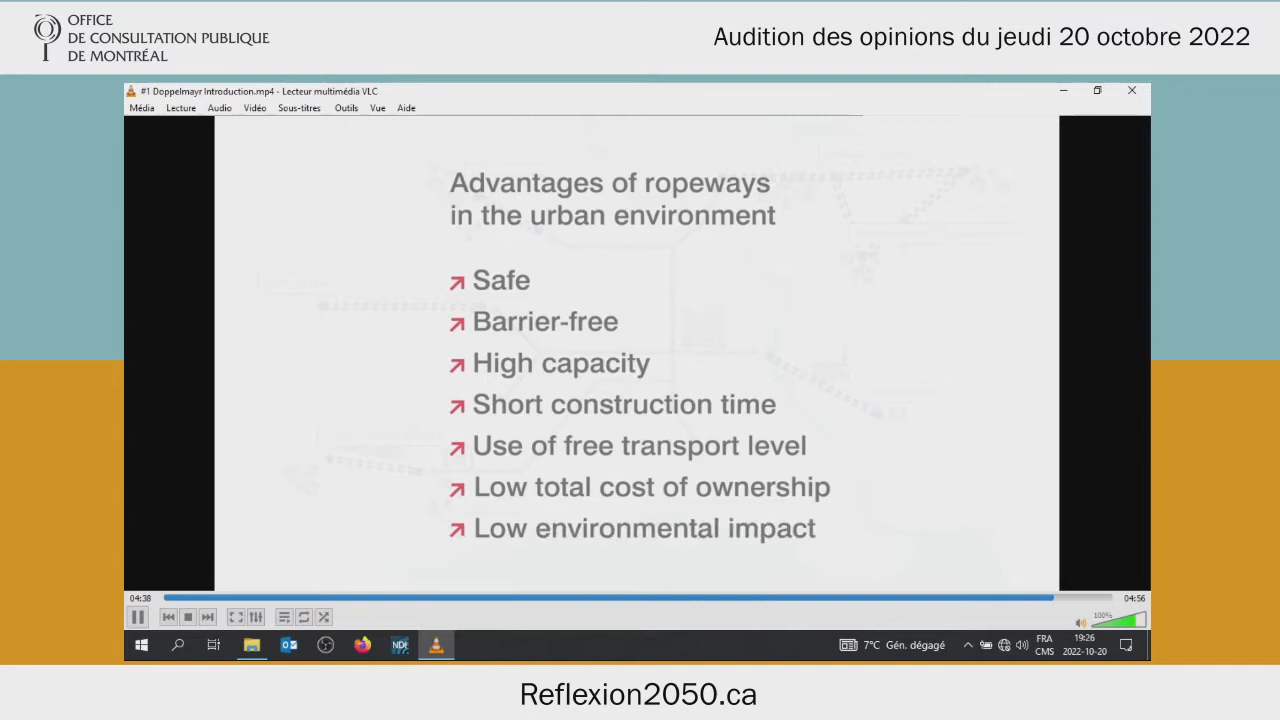 OFFICE
DE CONSULTATION PUBLIQUE
DE MONTRÉAL
Audition des opinions du jeudi 20 octobre 2022
#1 Doppelmayr Introduction.mp4 - Lecteur multimédia VLC
Média Lecture Audio Vidéo Sous-titres Outils Vue Aide
Advantages of ropeways
in the urban environment
Safe
Barrier-free
High capacity
Short construction time
Use of free transport level
Low total cost of ownership
Low environmental impact
04:38
04:56
100%
NDI
7°C Gén. dégagé
FRA
CMS
19:26
2022-10-20
Reflexion2050.ca